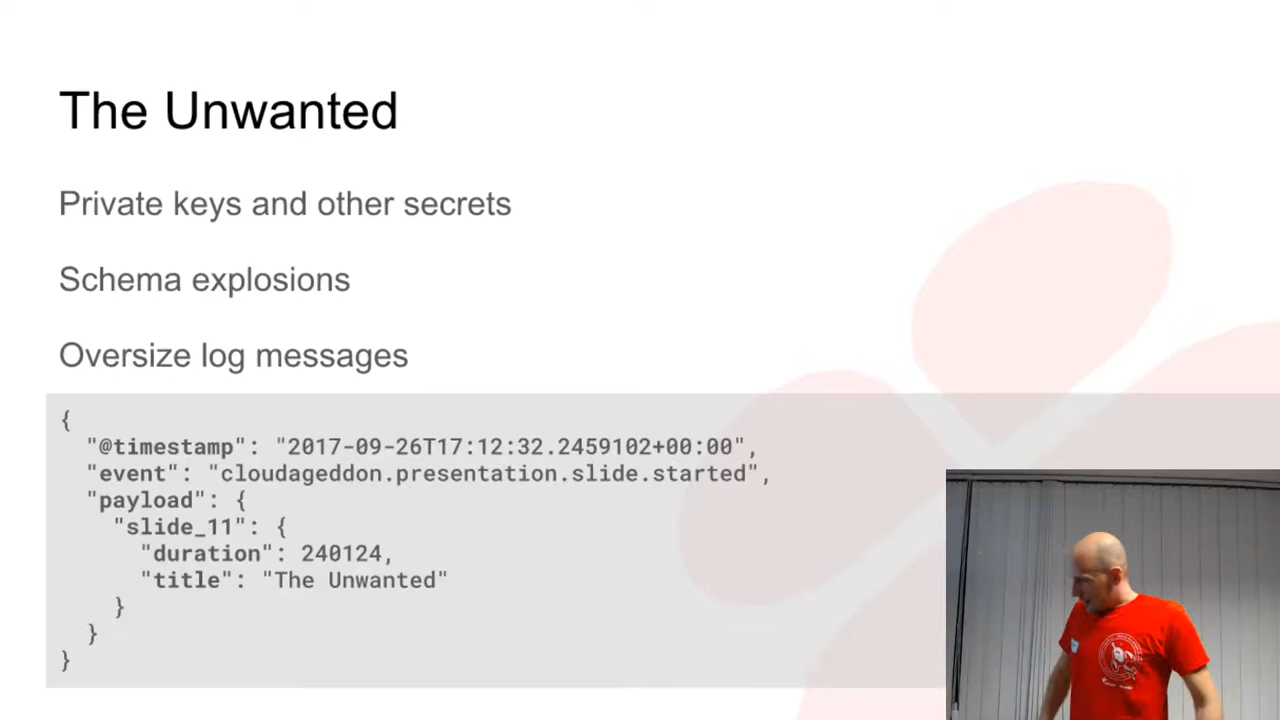 The Unwanted
Private keys and other secrets
Schema explosions
Oversize log messages
{
  "@timestamp": "2017-09-26T17:12:32.2459102+00:00",
  "event": "cloudageddon.presentation.slide.started",
  "payload": {
    "slide_11": {
      "duration": 240124,
      "title": "The Unwanted"
    }
  }
}